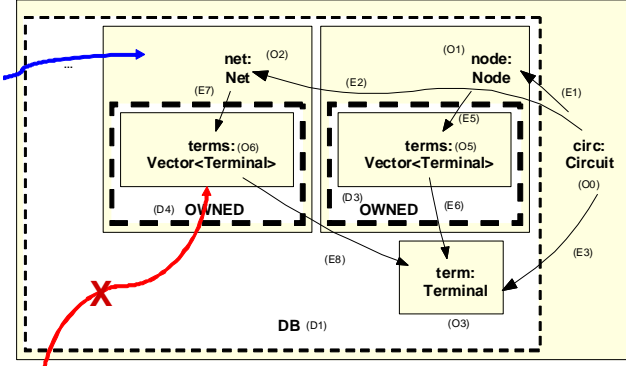 ...
net: (O2)
Net
(E7)
(O1)
node:
Node
(E2)
(E1)
(E5)
terms: (O6)
Vector<Terminal>
terms: (O5)
Vector<Terminal>
circ:
Circuit
(O0)
(D4) OWNED
(D3)
OWNED
(E6)
(E8)
(E3)
term:
Terminal
(O3)
X
DB (D1)